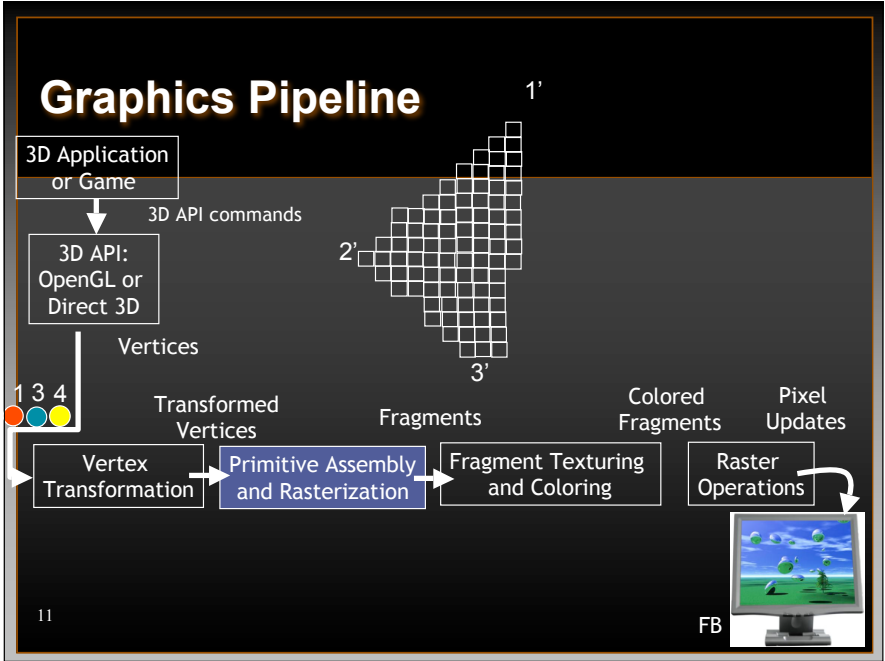 Graphics Pipeline
1’
3D Application
or Game
3D API commands
3D API:
OpenGL or
Direct 3D
2’
Vertices
3’
1 3 4
Transformed
Vertices
Fragments
Colored
Fragments
Pixel
Updates
Vertex
Transformation
Primitive Assembly
and Rasterization
Fragment Texturing
and Coloring
Raster
Operations
11
FB